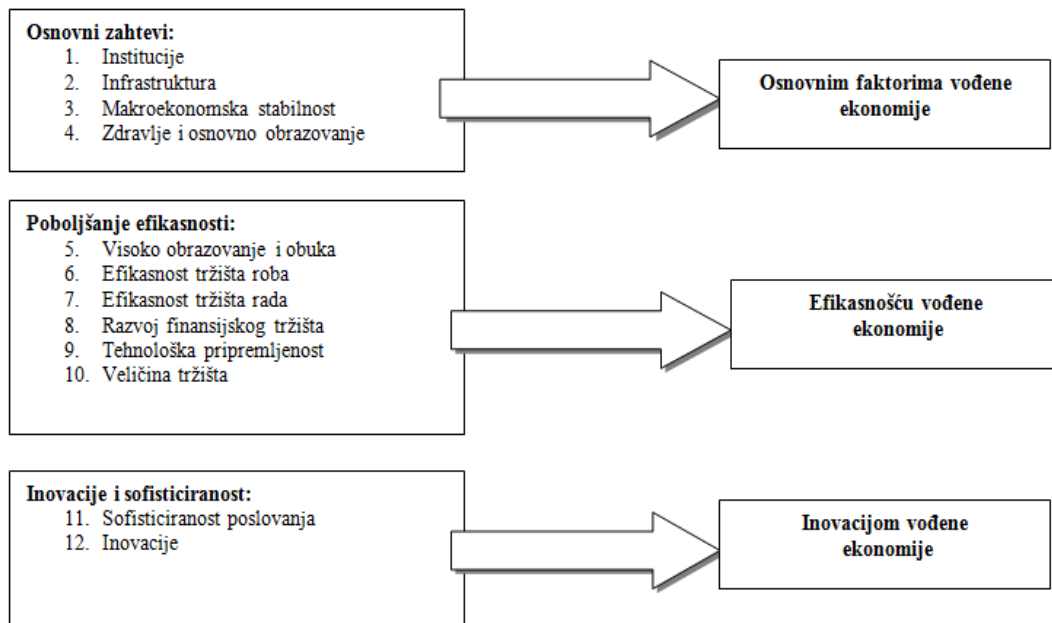 Osnovni zahtevi:
1. Institucije
2. Infrastruktura
3. Makroekonomska stabilnost
4. Zdravlje i osnovno obrazovanje
Osnovnim faktorima vođene
ekonomije
Poboljšanje efikasnosti:
5. Visoko obrazovanje i obuka
6. Efikasnost tržišta roba
7. Efikasnost tržišta rada
8. Razvoj finansijskog tržišta
9. Tehnološka pripremljenost
10. Veličina tržišta
Efikasnošću vođene
ekonomije
Inovacije i sofisticiranost:
11. Sofisticiranost poslovanja
12. Inovacije
Inovacijom vođene
ekonomije